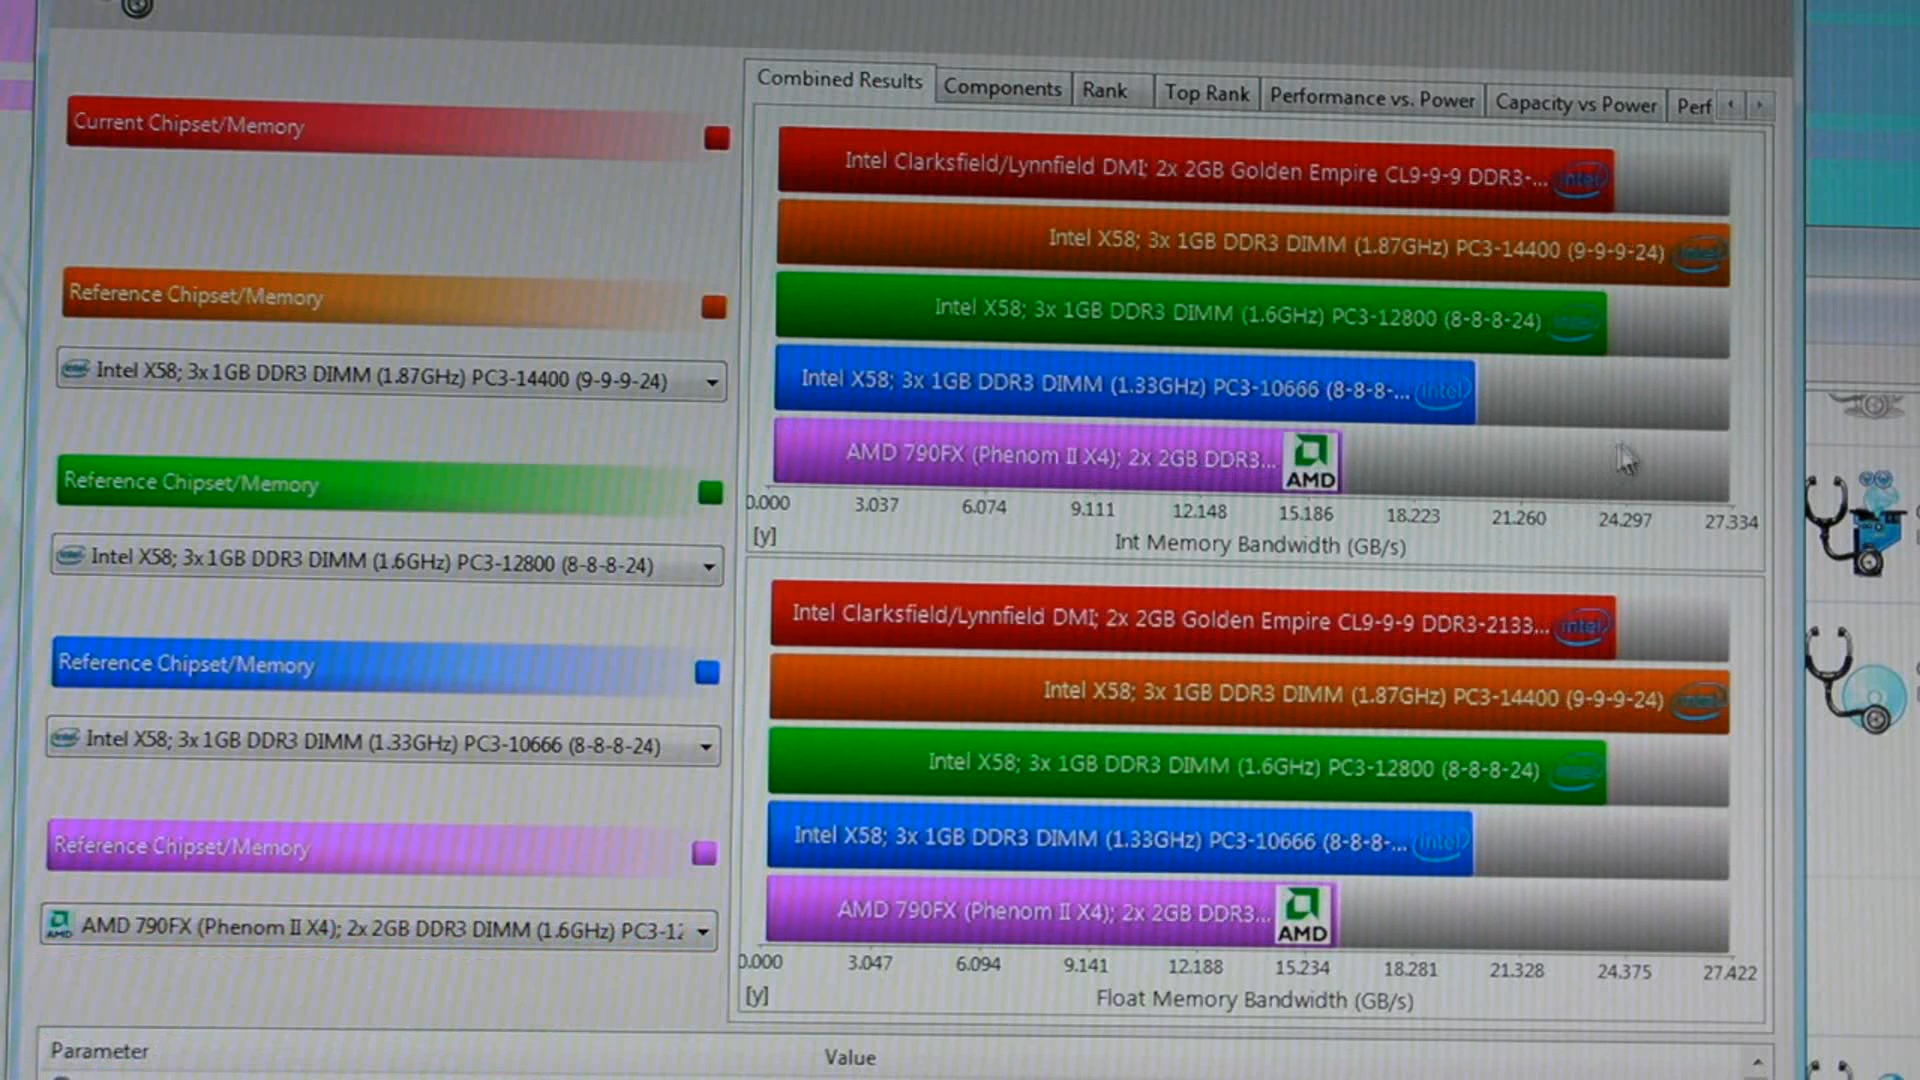 Current Chipset/Memory
Reference Chipset/Memory
Intel X58; 3x 1GB DDR3 DIMM (1.87GHz) PC3-14400 (9-9-9-24)
Reference Chipset/Memory
Intel X58; 3x 1GB DDR3 DIMM (1.6GHz) PC3-12800 (8-8-8-24)
Reference Chipset/Memory
Intel X58; 3x 1GB DDR3 DIMM (1.33GHz) PC3-10666 (8-8-8-24)
Reference Chipset/Memory
AMD AMD 790FX (Phenom II X4); 2x 2GB DDR3 DIMM (1.6GHz) PC3-12
Combined Results Components Rank Top Rank Performance vs. Power Capacity vs Power Perf
Intel Clarksfield/Lynnfield DMI; 2x 2GB Golden Empire CL9-9-9 DDR3-... intel
Intel X58; 3x 1GB DDR3 DIMM (1.87GHz) PC3-14400 (9-9-9-24) intel
Intel X58; 3x 1GB DDR3 DIMM (1.6GHz) PC3-12800 (8-8-8-24) intel
Intel X58; 3x 1GB DDR3 DIMM (1.33GHz) PC3-10666 (8-8-8-... intel
AMD 790FX (Phenom II X4); 2x 2GB DDR3... AMD
0.000 3.037 6.074 9.111 12.148 15.186 18.223 21.260 24.297 27.334
[y] Int Memory Bandwidth (GB/s)
Intel Clarksfield/Lynnfield DMI; 2x 2GB Golden Empire CL9-9-9 DDR3-2133... intel
Intel X58; 3x 1GB DDR3 DIMM (1.87GHz) PC3-14400 (9-9-9-24) intel
Intel X58; 3x 1GB DDR3 DIMM (1.6GHz) PC3-12800 (8-8-8-24) intel
Intel X58; 3x 1GB DDR3 DIMM (1.33GHz) PC3-10666 (8-8-8-... intel
AMD 790FX (Phenom II X4); 2x 2GB DDR3... AMD
0.000 3.047 6.094 9.141 12.188 15.234 18.281 21.328 24.375 27.422
[y] Float Memory Bandwidth (GB/s)
Parameter Value